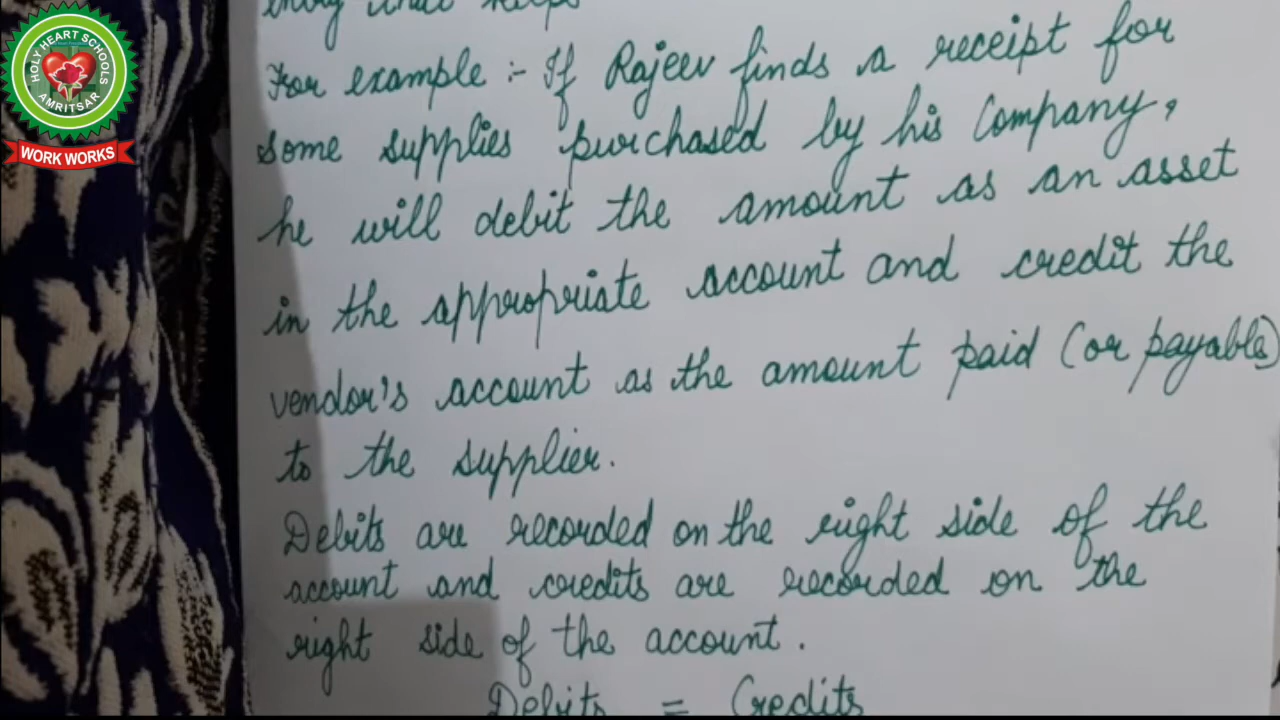 HOLY HEART SCHOOLS
AMRITSAR
WORK WORKS
For example :- If Rajeev finds a receipt for
some supplies purchased by his Company,
he will debit the amount as an asset
in the appropriate account and credit the
vendor's account as the amount paid (or payable)
to the supplier.
Debits are recorded on the right side of the
account and credits are recorded on the
right side of the account.
Debits = Credits